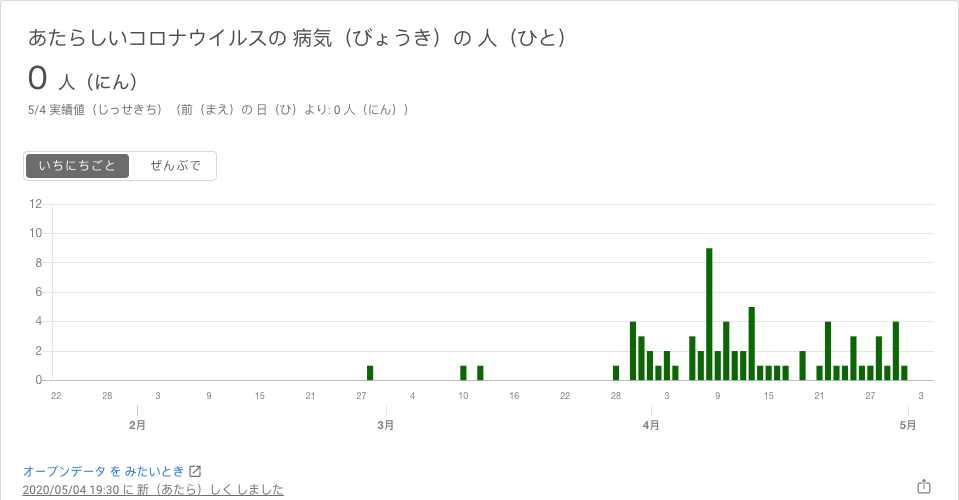 あたらしいコロナウイルスの 病気（びょうき）の 人（ひと）
0 人（にん）
5/4 実績値（じっせきち）（前（まえ）の 日（ひ）より: 0 人（にん））
いちにちごと ぜんぶで
12
10
8
6
4
2
0
22 28 3 9 15 21 27 4 10 16 22 28 3 9 15 21 27 3
2月 3月 4月 5月
オープンデータ を みたいとき
2020/05/04 19:30 に 新（あたら）しく しました